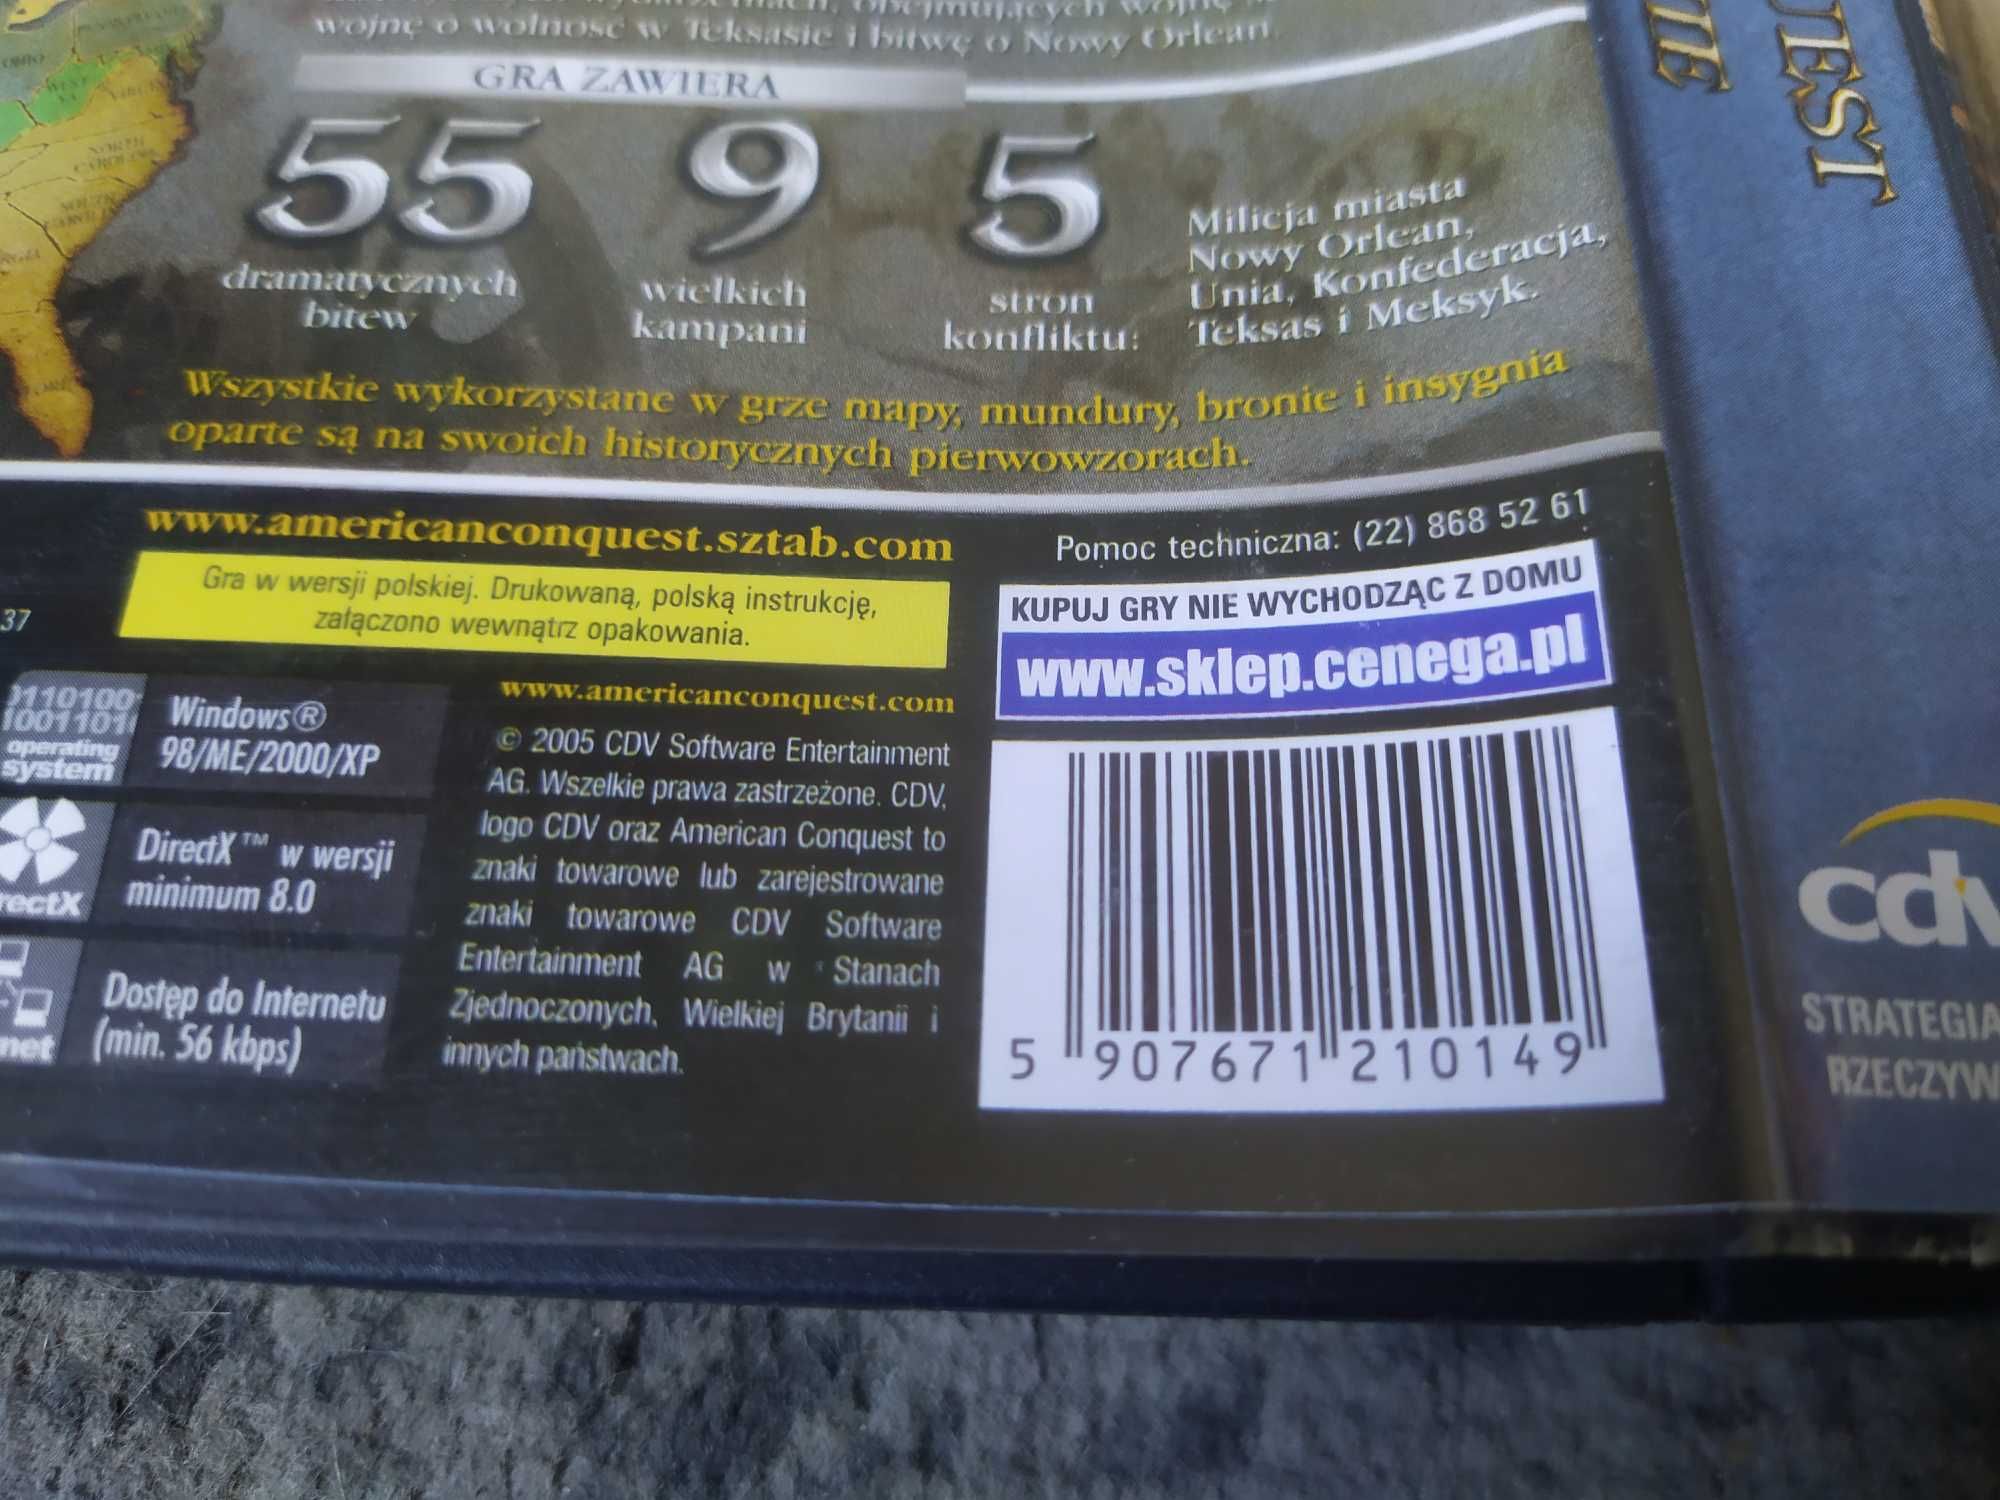 wojnę o wolność w Teksasie i bitwę o Nowy Orlean.
GRA ZAWIERA
55
dramatycznych
bitew
9
wielkich
kampani
5
stron
konfliktu:
Milicja miasta
Nowy Orlean,
Unia, Konfederacja,
Teksas i Meksyk.
Wszystkie wykorzystane w grze mapy, mundury, bronie i insygnia
oparte są na swoich historycznych pierwowzorach.
www.americanconquest.sztab.com
Gra w wersji polskiej. Drukowaną, polską instrukcję,
załączono wewnątrz opakowania.
37
operating
system
Windows®
98/ME/2000/XP
rectX
DirectX™ w wersji
minimum 8.0
net
Dostęp do Internetu
(min. 56 kbps)
www.americanconquest.com
© 2005 CDV Software Entertainment
AG. Wszelkie prawa zastrzeżone. CDV,
logo CDV oraz American Conquest to
znaki towarowe lub zarejestrowane
znaki towarowe CDV Software
Entertainment AG w Stanach
Zjednoczonych, Wielkiej Brytanii i
innych państwach.
Pomoc techniczna: (22) 868 52 61
KUPUJ GRY NIE WYCHODZĄC Z DOMU
www.sklep.cenega.pl
5 907671 210149
UEST
cdv
STRATEGIA
RZECZYW